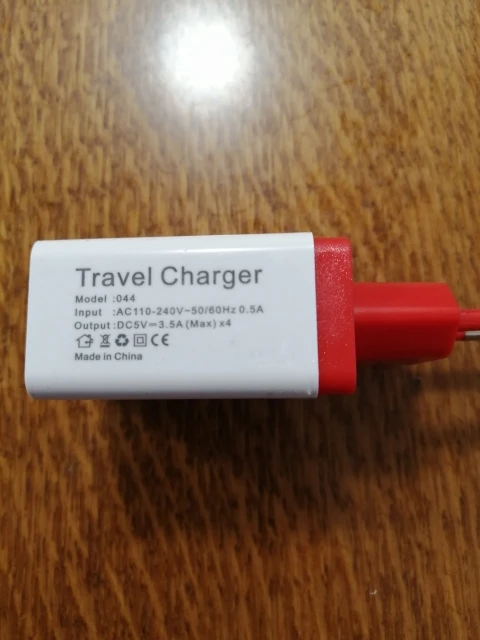 Travel Charger
Model :044
Input :AC110-240V~50/60Hz 0.5A
Output:DC5V⎓3.5A(Max) x4
CE
Made in China